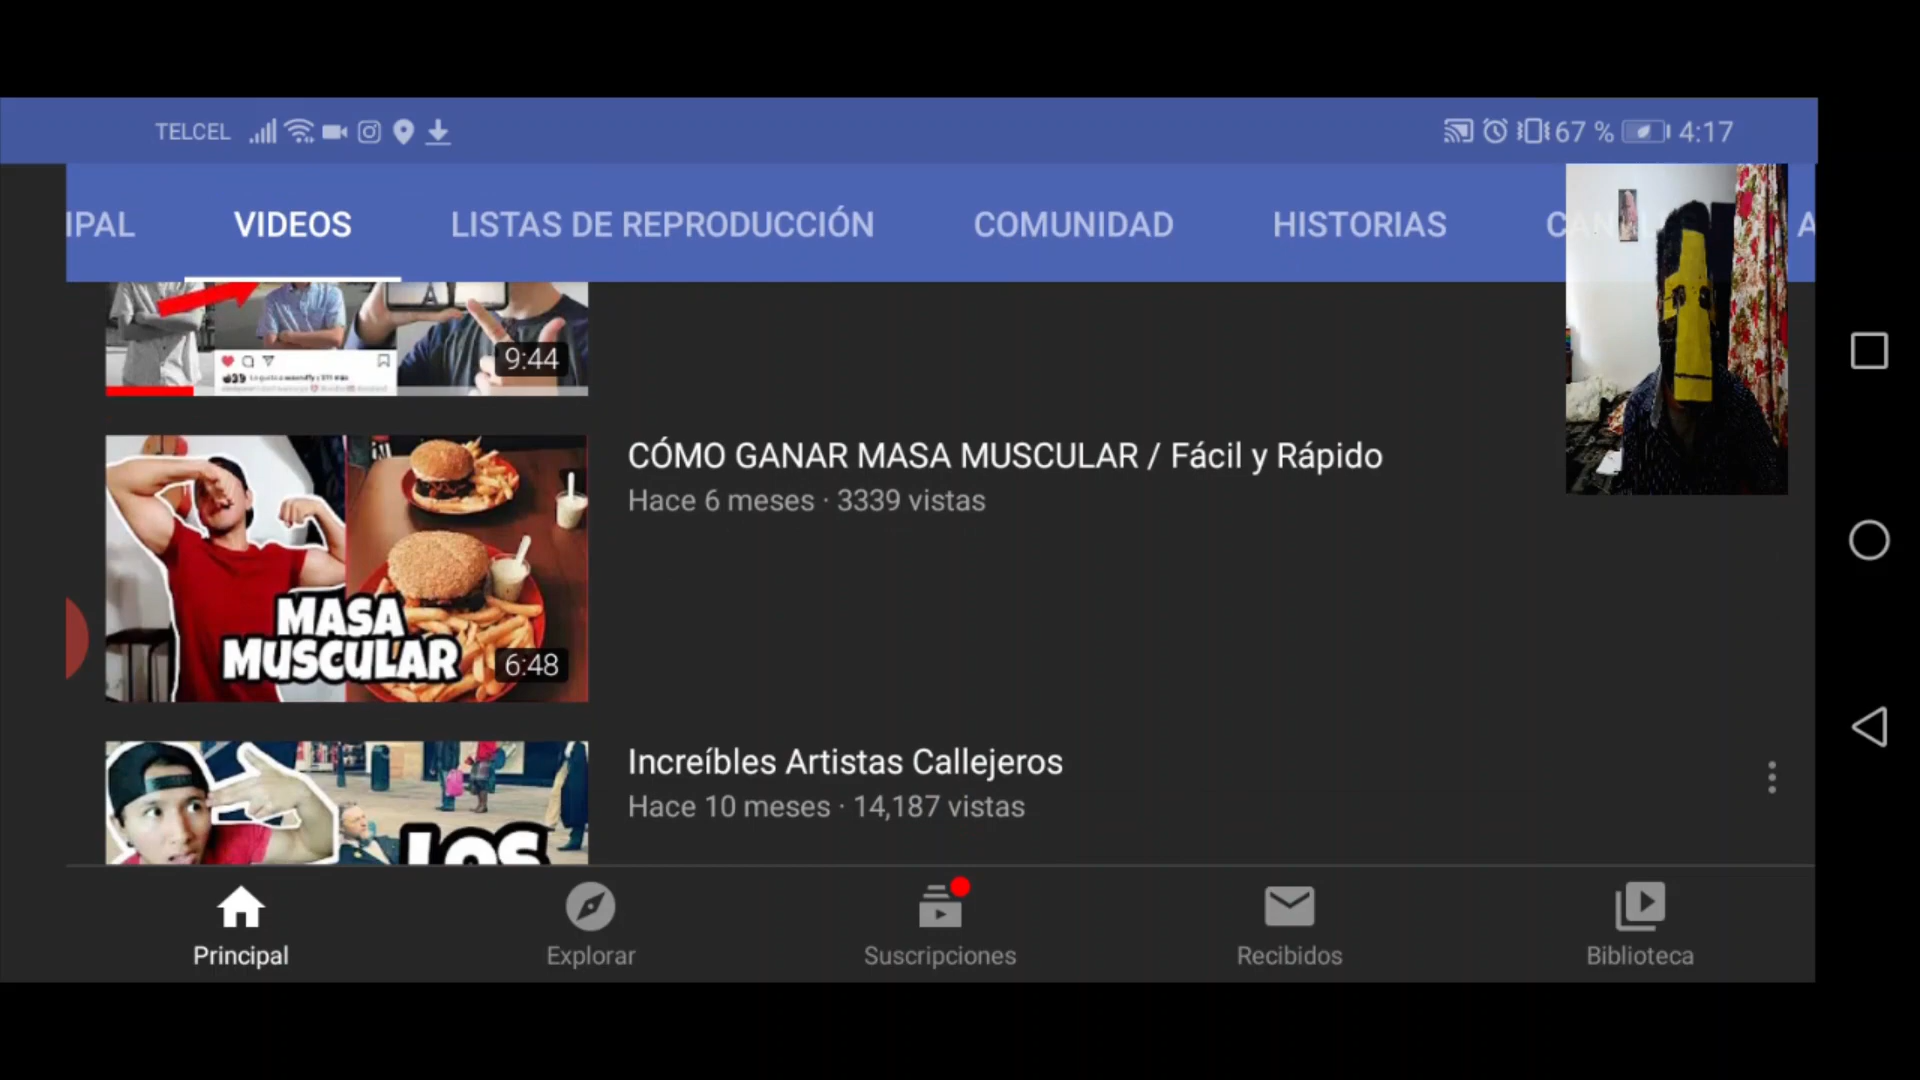 TELCEL 67 % 4:17
IPAL VIDEOS LISTAS DE REPRODUCCIÓN COMUNIDAD HISTORIAS
A
9:44
CÓMO GANAR MASA MUSCULAR / Fácil y Rápido
Hace 6 meses · 3339 vistas
MASA
MUSCULAR
6:48
Increíbles Artistas Callejeros
Hace 10 meses · 14,187 vistas
LOS
Principal Explorar Suscripciones Recibidos Biblioteca